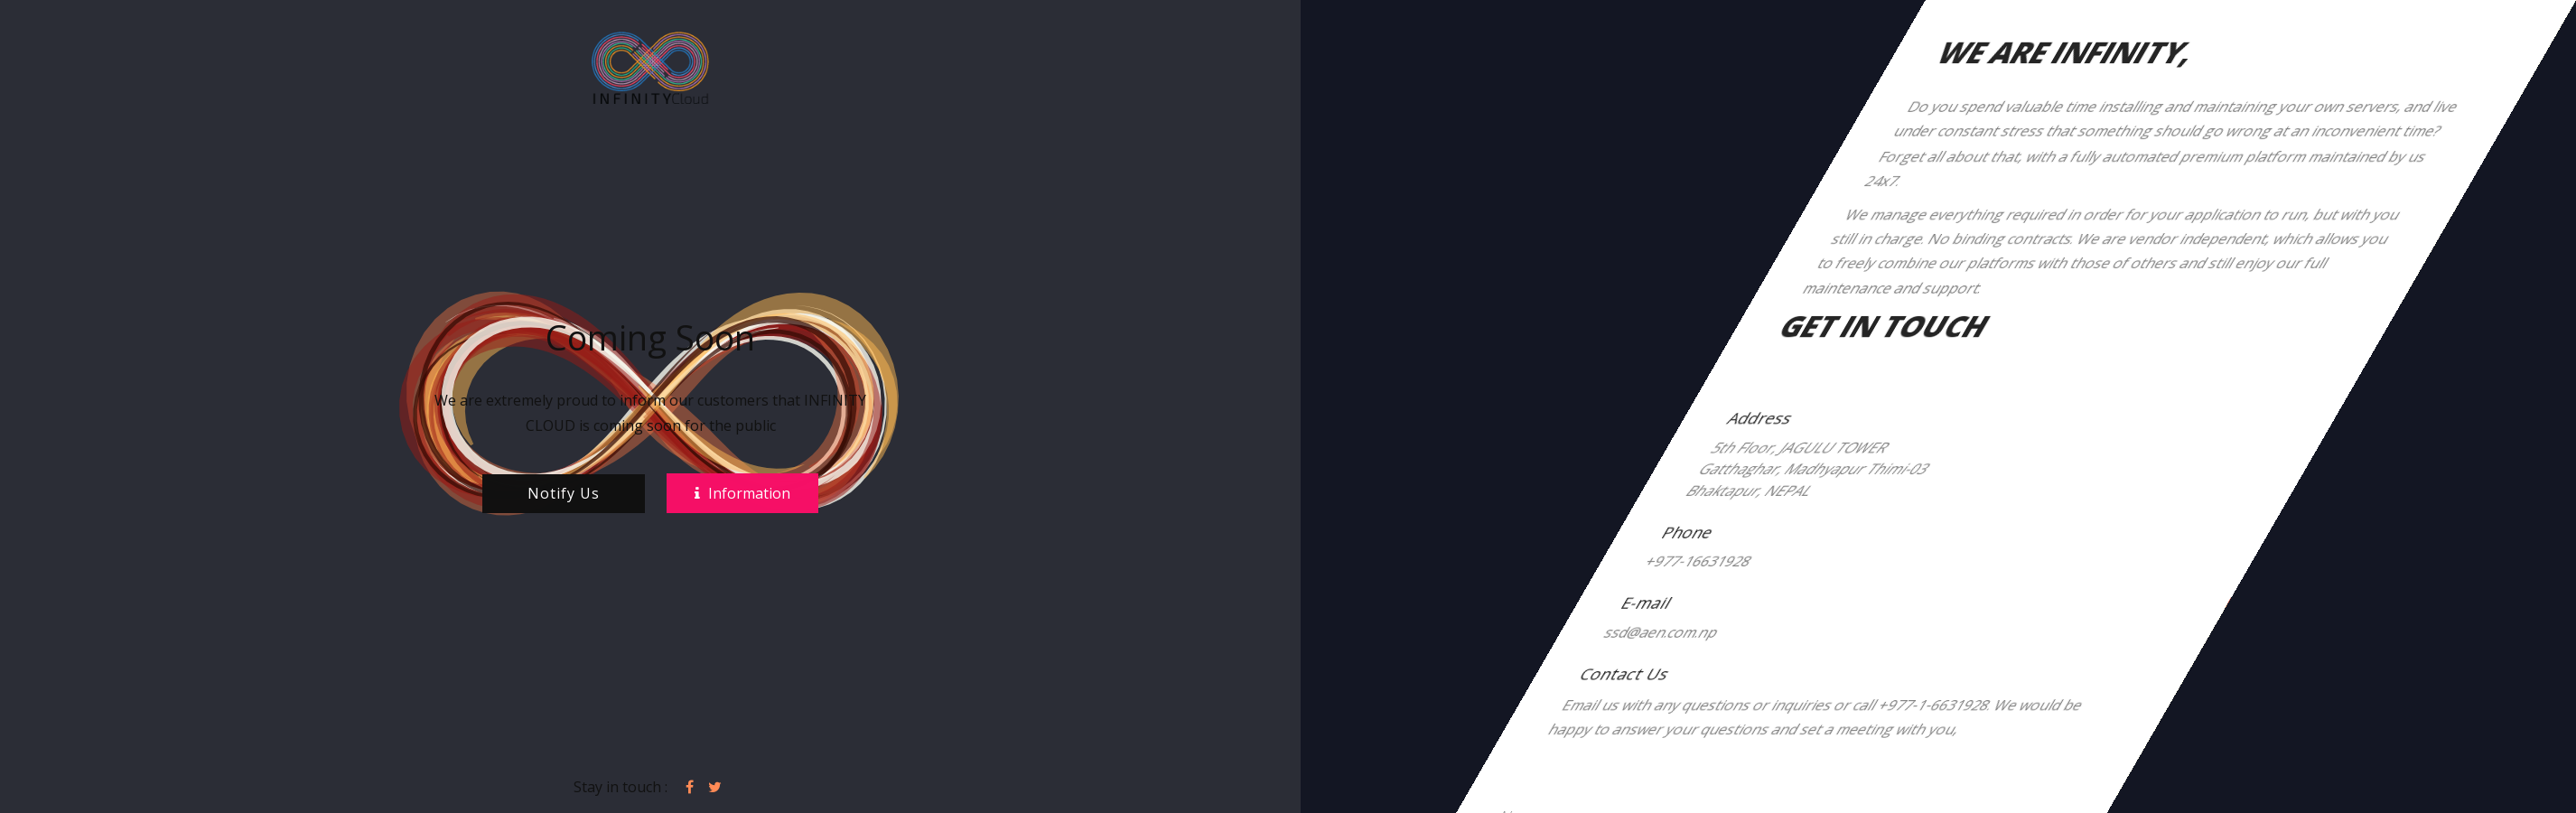 INFINITYCloud
Coming Soon
We are extremely proud to inform our customers that INFINITY
CLOUD is coming soon for the public
Notify Us
Information
Stay in touch :
WE ARE INFINITY,
Do you spend valuable time installing and maintaining your own servers, and live
under constant stress that something should go wrong at an inconvenient time?
Forget all about that, with a fully automated premium platform maintained by us
24x7.
We manage everything required in order for your application to run, but with you
still in charge. No binding contracts. We are vendor independent, which allows you
to freely combine our platforms with those of others and still enjoy our full
maintenance and support.
GET IN TOUCH
Address
5th Floor, JAGULU TOWER
Gatthaghar, Madhyapur Thimi-03
Bhaktapur, NEPAL
Phone
+977-16631928
E-mail
ssd@aen.com.np
Contact Us
Email us with any questions or inquiries or call +977-1-6631928. We would be
happy to answer your questions and set a meeting with you,